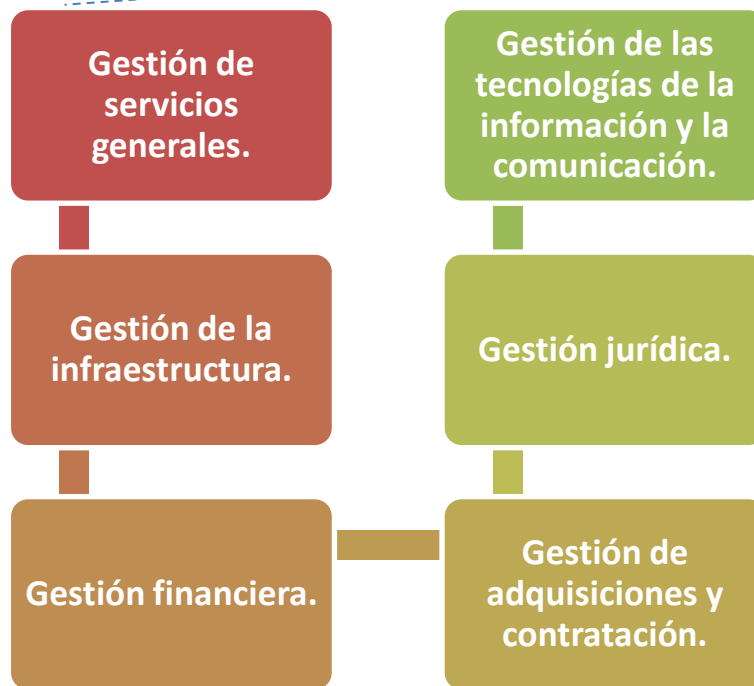 Gestión de
servicios
generales.
Gestión de la
infraestructura.
Gestión financiera.
Gestión de
adquisiciones y
contratación.
Gestión jurídica.
Gestión de las
tecnologías de la
información y la
comunicación.